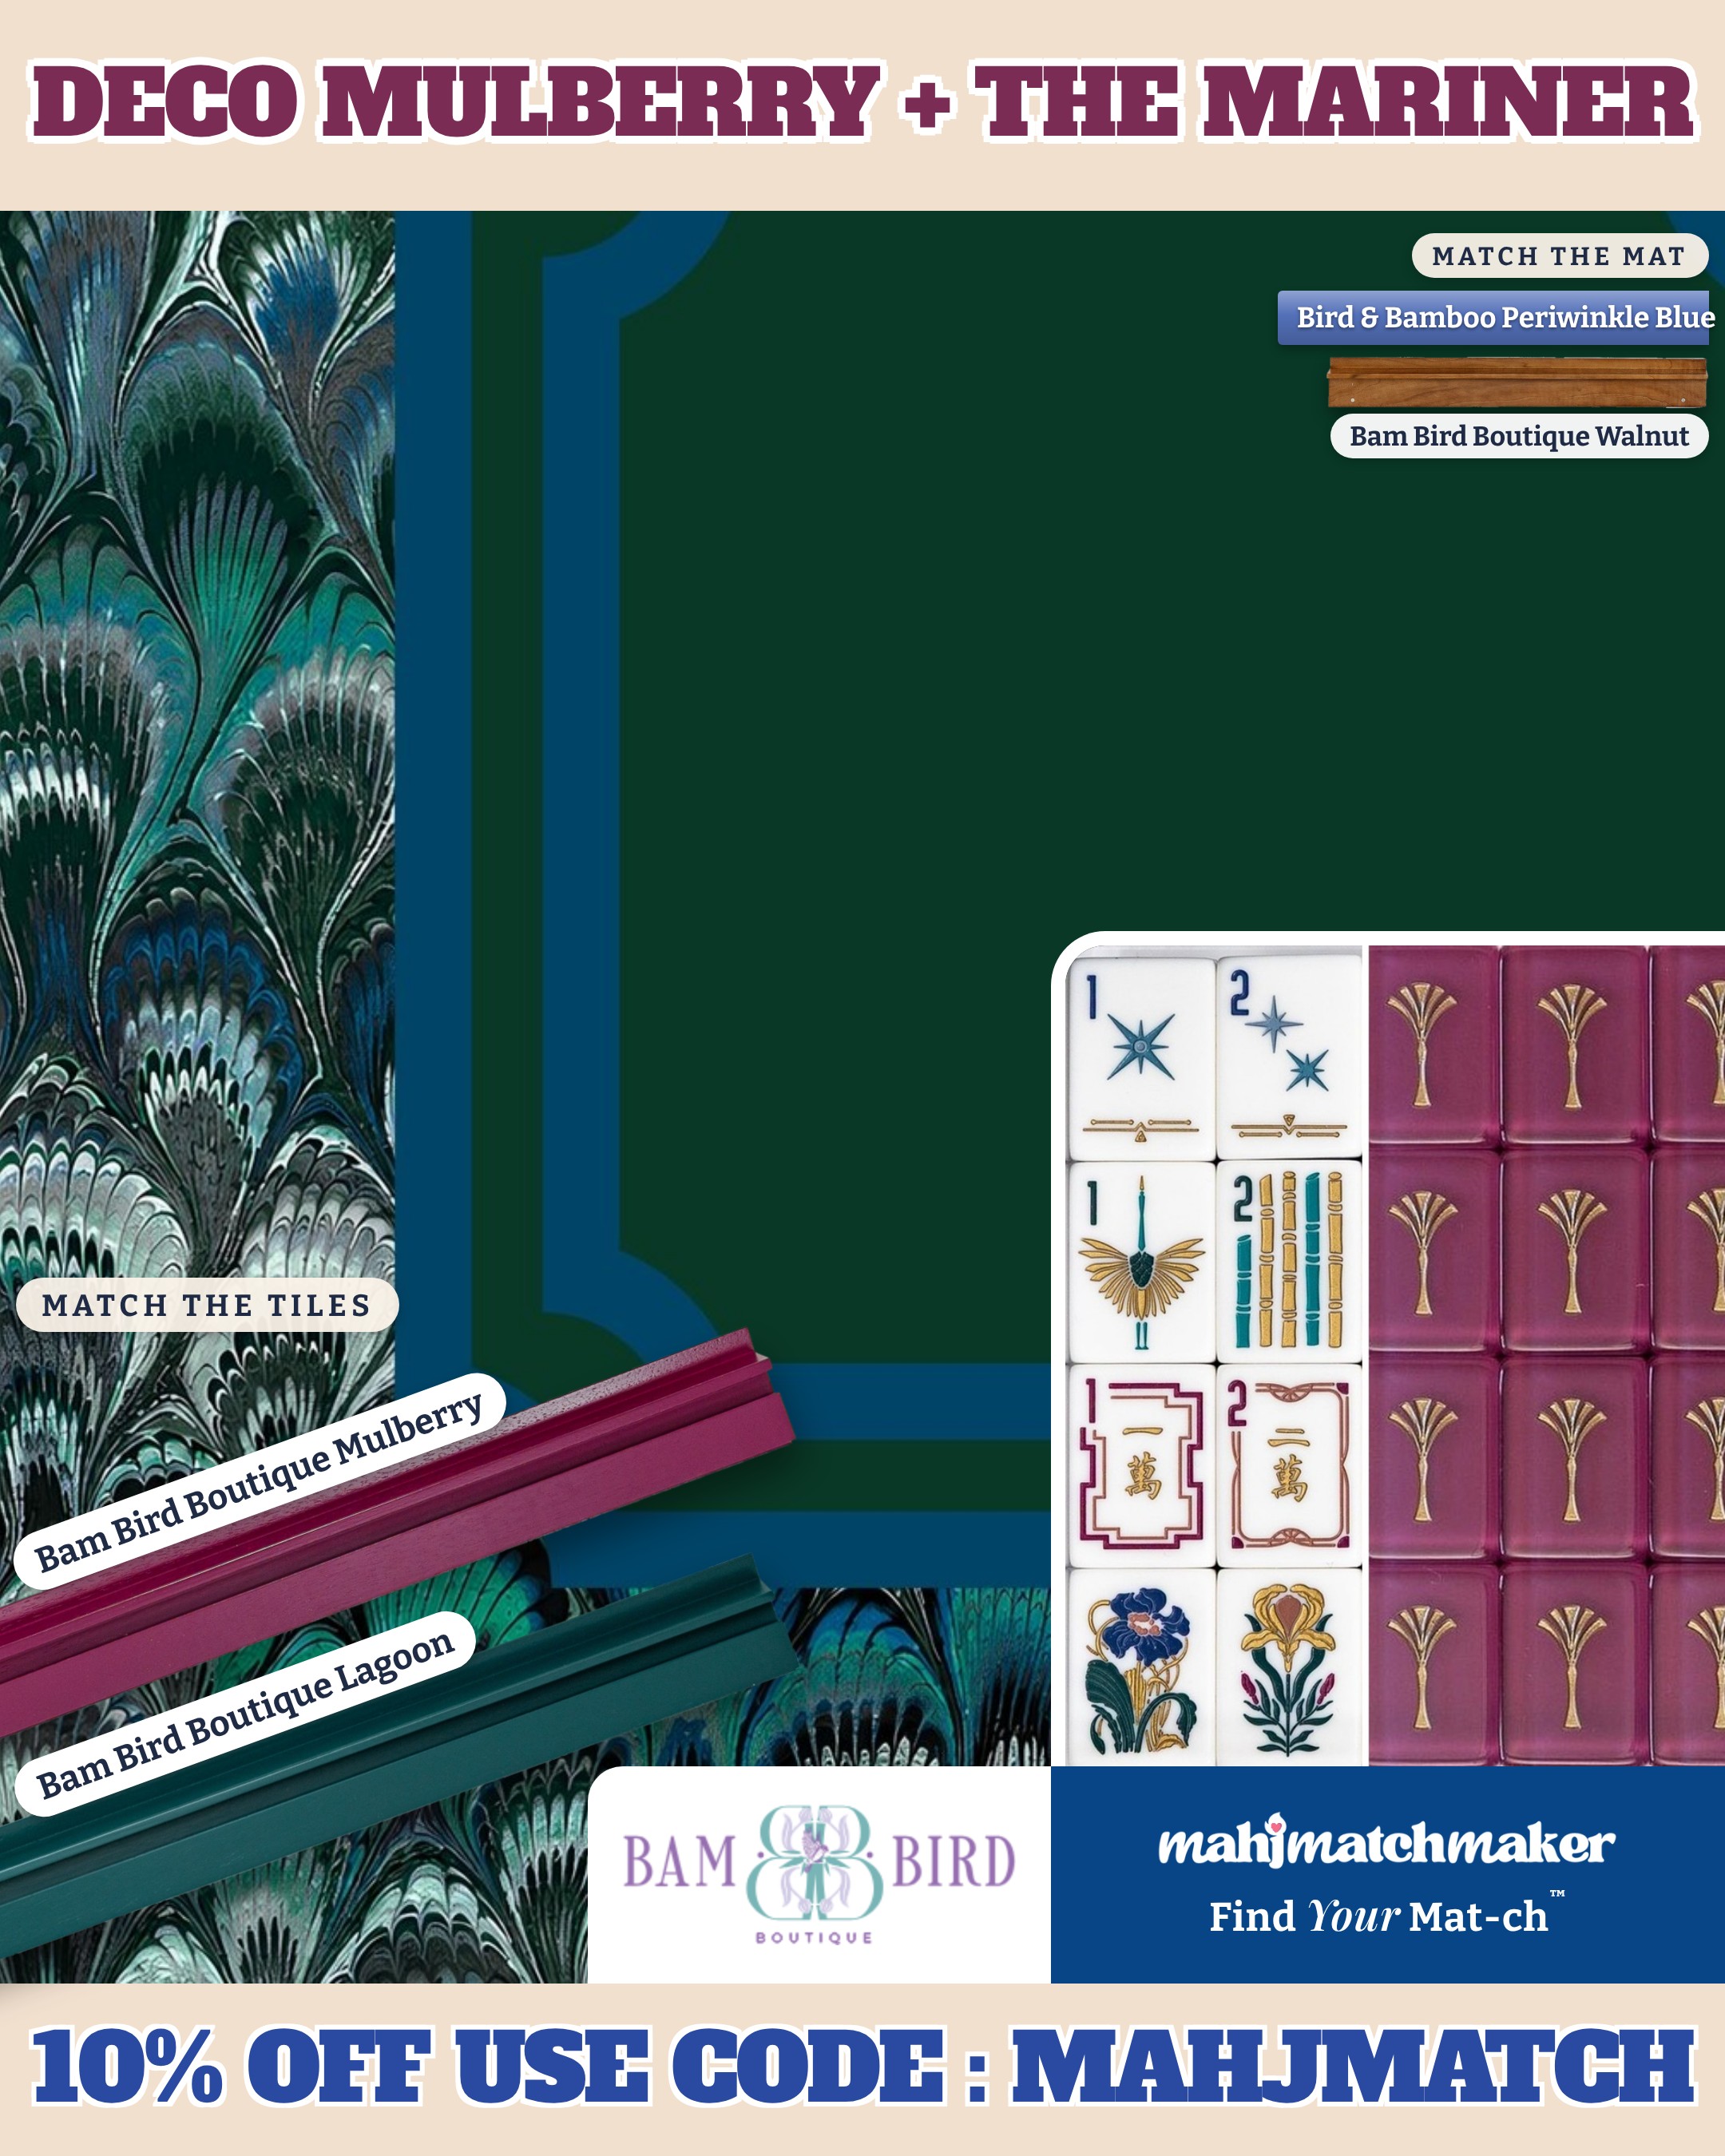 DECO MULBERRY + THE MARINER
MATCH THE MAT
Bird & Bamboo Periwinkle Blue
Bam Bird Boutique Walnut
1
2
1
2
1
一
萬
2
二
萬
MATCH THE TILES
Bam Bird Boutique Mulberry
Bam Bird Boutique Lagoon
BAM BIRD
BOUTIQUE
mahjmatchmaker
Find Your Mat-ch™
10% OFF USE CODE : MAHJMATCH